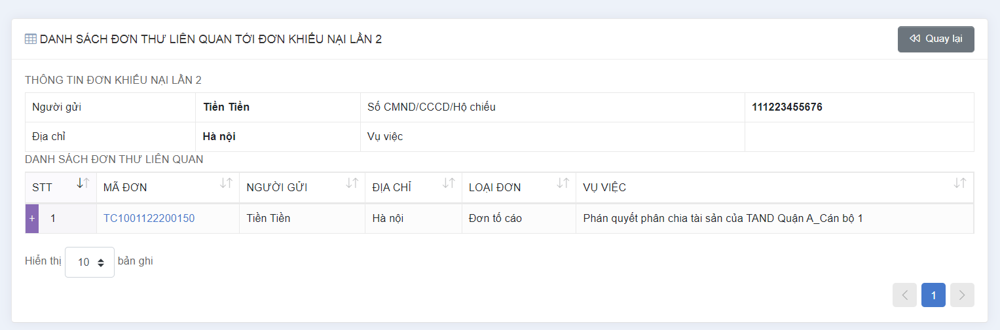 DANH SÁCH ĐƠN THƯ LIÊN QUAN TỚI ĐƠN KHIẾU NẠI LẦN 2
Quay lại
THÔNG TIN ĐƠN KHIẾU NẠI LẦN 2
Người gửi Tiền Tiền Số CMND/CCCD/Hộ chiếu 111223455676
Địa chỉ Hà nội Vụ việc
DANH SÁCH ĐƠN THƯ LIÊN QUAN
STT MÃ ĐƠN NGƯỜI GỬI ĐỊA CHỈ LOẠI ĐƠN VỤ VIỆC
+ 1 TC1001122200150 Tiền Tiền Hà nội Đơn tố cáo Phán quyết phân chia tài sản của TAND Quận A_Cán bộ 1
Hiển thị 10 bản ghi
1